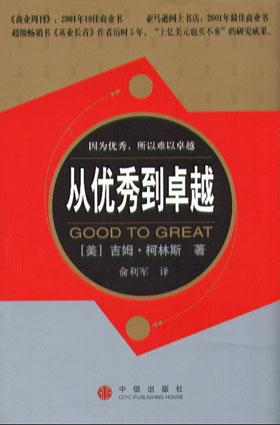 《商业周刊》：2001年10佳商业书 亚马逊网上书店：2001年最佳商业书
超级畅销书《基业长青》作者历时5年，“上亿美元也买不来”的研究成果。
因为优秀，所以难以卓越
从优秀到卓越
GOOD TO GREAT
［美］吉姆·柯林斯 著
俞利军 译
中信出版社
CITIC PUBLISHING HOUSE